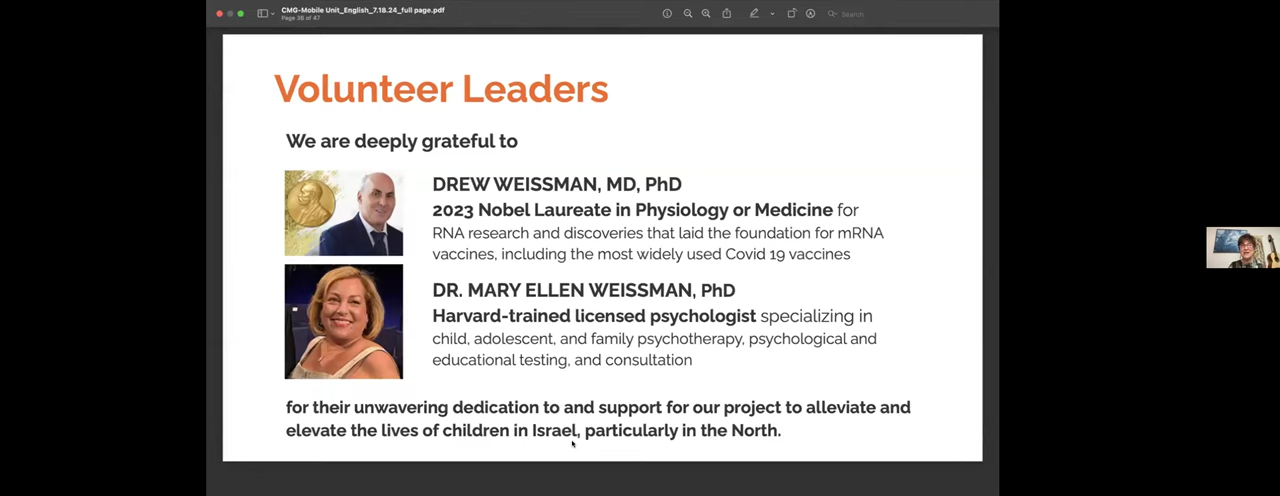 CMG-Mobile Unit_English_7.18.24_full page.pdf
Page 36 of 47
Search
Volunteer Leaders
We are deeply grateful to
DREW WEISSMAN, MD, PhD
2023 Nobel Laureate in Physiology or Medicine for
RNA research and discoveries that laid the foundation for mRNA
vaccines, including the most widely used Covid 19 vaccines
DR. MARY ELLEN WEISSMAN, PhD
Harvard-trained licensed psychologist specializing in
child, adolescent, and family psychotherapy, psychological and
educational testing, and consultation
for their unwavering dedication to and support for our project to alleviate and
elevate the lives of children in Israel, particularly in the North.